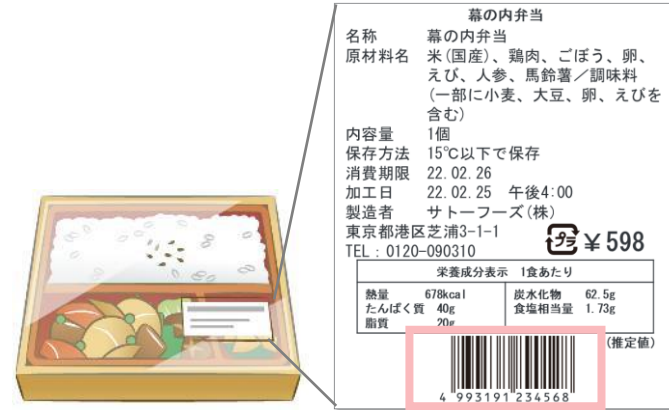 幕の内弁当
名称 幕の内弁当
原材料名 米(国産)、鶏肉、ごぼう、卵、
えび、人参、馬鈴薯／調味料
(一部に小麦、大豆、卵、えびを
含む)
内容量 1個
保存方法 15℃以下で保存
消費期限 22.02.26
加工日 22.02.25 午後4:00
製造者 サトーフーズ(株)
東京都港区芝浦3-1-1
TEL：0120-090310
プラ ￥598
栄養成分表示 1食あたり
熱量 678kcal 炭水化物 62.5g
たんぱく質 40g 食塩相当量 1.73g
脂質 20g
(推定値)
4 993191 234568